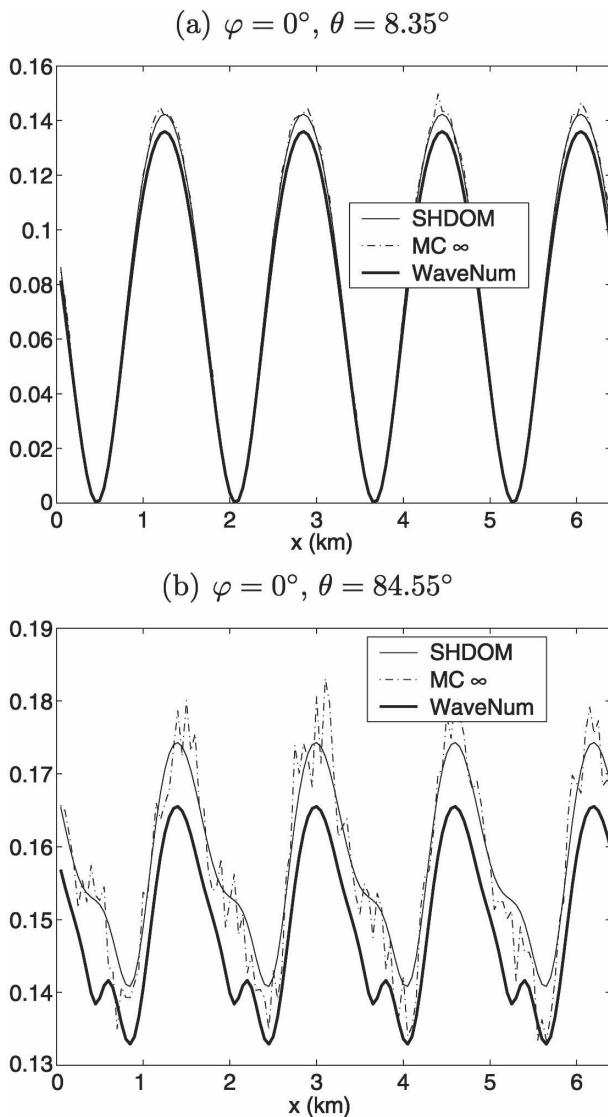 (a) φ = 0°, θ = 8.35°
0.16
0.14
0.12
0.1
0.08
0.06
0.04
0.02
0
SHDOM
MC ∞
WaveNum
0 1 2 3 4 5 6
x (km)
(b) φ = 0°, θ = 84.55°
0.19
0.18
0.17
0.16
0.15
0.14
0.13
SHDOM
MC ∞
WaveNum
0 1 2 3 4 5 6
x (km)